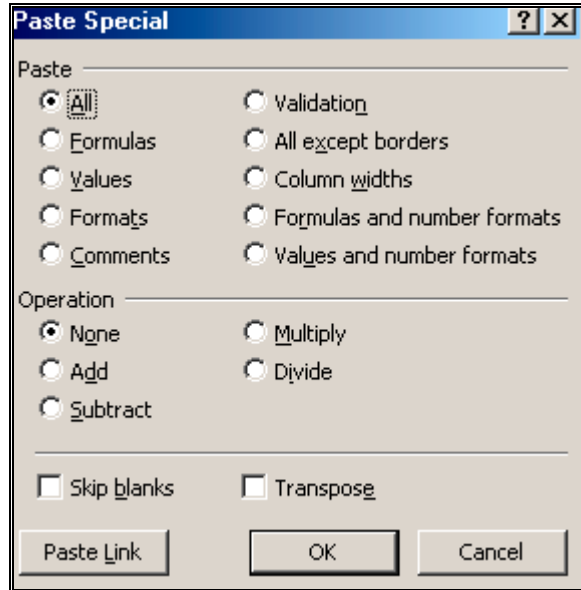 Paste Special
Paste
All Validation
Formulas All except borders
Values Column widths
Formats Formulas and number formats
Comments Values and number formats
Operation
None Multiply
Add Divide
Subtract
Skip blanks Transpose
Paste Link OK Cancel